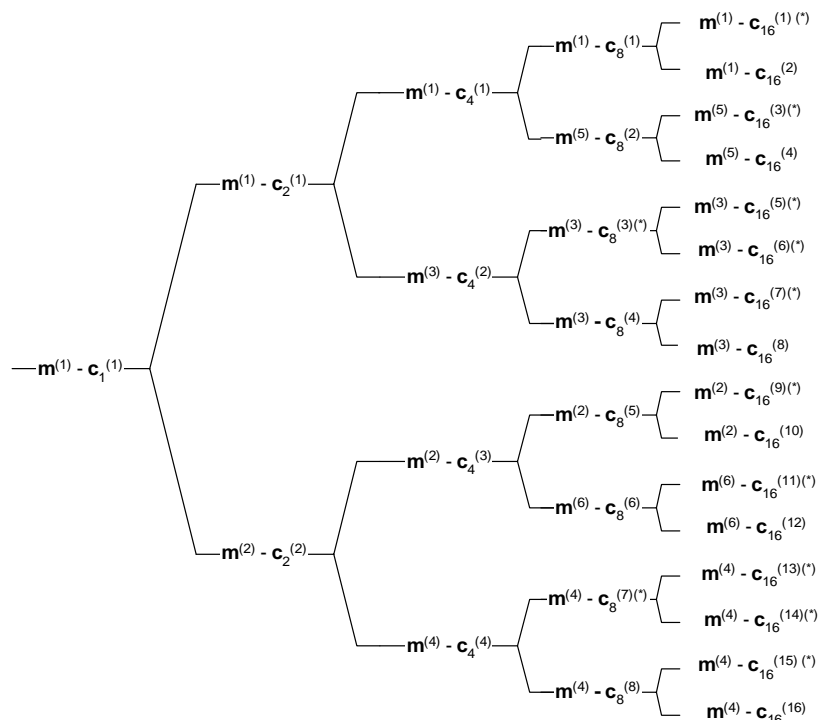 m(1) - c16(1) (*)
m(1) - c8(1)
m(1) - c16(2)
m(1) - c4(1)
m(5) - c16(3)(*)
m(5) - c8(2)
m(5) - c16(4)
m(1) - c2(1)
m(3) - c16(5)(*)
m(3) - c8(3)(*)
m(3) - c16(6)(*)
m(3) - c4(2)
m(3) - c16(7)(*)
m(3) - c8(4)
m(3) - c16(8)
m(1) - c1(1)
m(2) - c16(9)(*)
m(2) - c8(5)
m(2) - c16(10)
m(2) - c4(3)
m(6) - c16(11)(*)
m(6) - c8(6)
m(6) - c16(12)
m(2) - c2(2)
m(4) - c16(13)(*)
m(4) - c8(7)(*)
m(4) - c16(14)(*)
m(4) - c4(4)
m(4) - c16(15) (*)
m(4) - c8(8)
m(4) - c16(16)